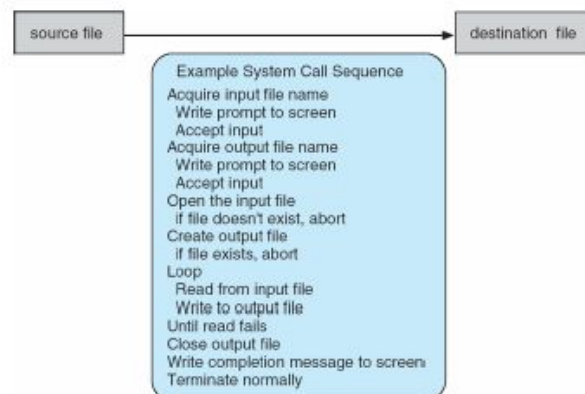 source file
destination file
Example System Call Sequence
Acquire input file name
Write prompt to screen
Accept input
Acquire output file name
Write prompt to screen
Accept input
Open the input file
if file doesn't exist, abort
Create output file
if file exists, abort
Loop
Read from input file
Write to output file
Until read fails
Close output file
Write completion message to screen
Terminate normally